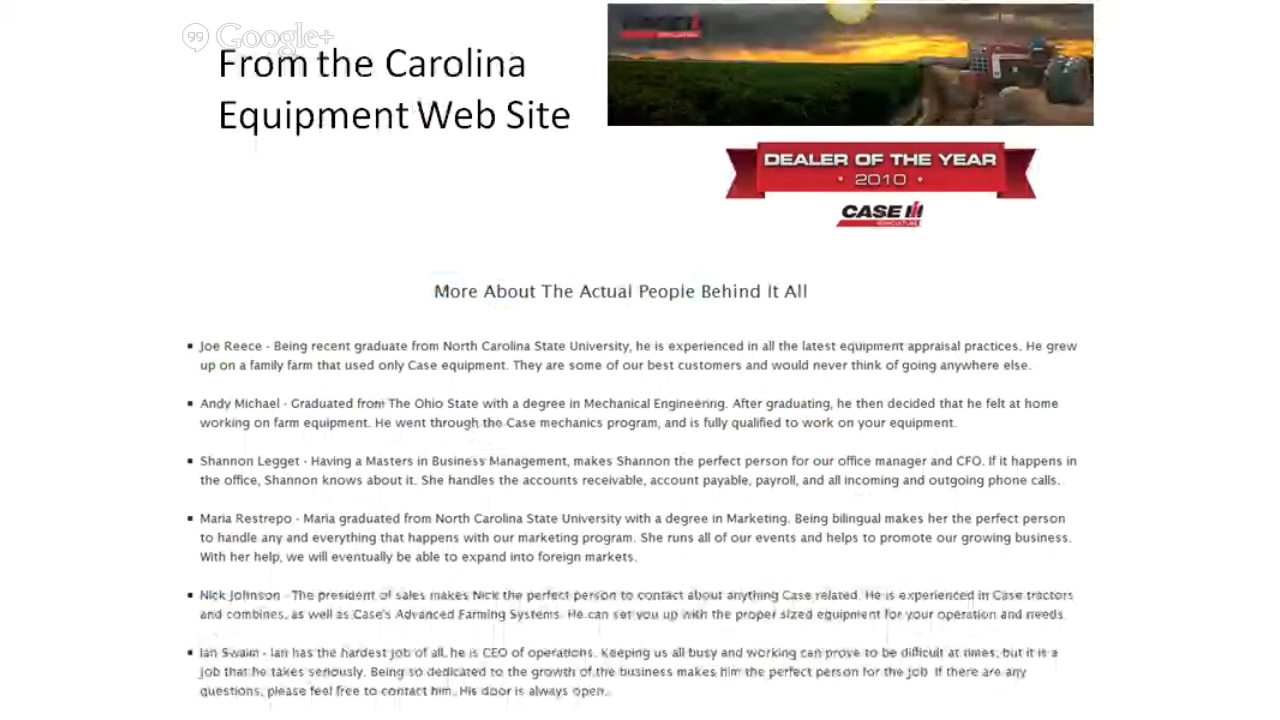 Google+
From the Carolina
Equipment Web Site
CASE IH
DEALER OF THE YEAR
• 2010 •
CASE IH
AGRICULTURE
More About The Actual People Behind It All
▪ Joe Reece - Being recent graduate from North Carolina State University, he is experienced in all the latest equipment appraisal practices. He grew
up on a family farm that used only Case equipment. They are some of our best customers and would never think of going anywhere else.
▪ Andy Michael - Graduated from The Ohio State with a degree in Mechanical Engineering. After graduating, he then decided that he felt at home
working on farm equipment. He went through the Case mechanics program, and is fully qualified to work on your equipment.
▪ Shannon Legget - Having a Masters in Business Management, makes Shannon the perfect person for our office manager and CFO. If it happens in
the office, Shannon knows about it. She handles the accounts receivable, account payable, payroll, and all incoming and outgoing phone calls.
▪ Maria Restrepo - Maria graduated from North Carolina State University with a degree in Marketing. Being bilingual makes her the perfect person
to handle any and everything that happens with our marketing program. She runs all of our events and helps to promote our growing business.
With her help, we will eventually be able to expand into foreign markets.
▪ Nick Johnson - The president of sales makes Nick the perfect person to contact about anything Case related. He is experienced in Case tractors
and combines, as well as Case's Advanced Farming Systems. He can set you up with the proper sized equipment for your operation and needs.
▪ Ian Swaim - Ian has the hardest job of all, he is CEO of operations. Keeping us all busy and working can prove to be difficult at times, but it is a
job that he takes seriously. Being so dedicated to the growth of the business makes him the perfect person for the job. If there are any
questions, please feel free to contact him. His door is always open.